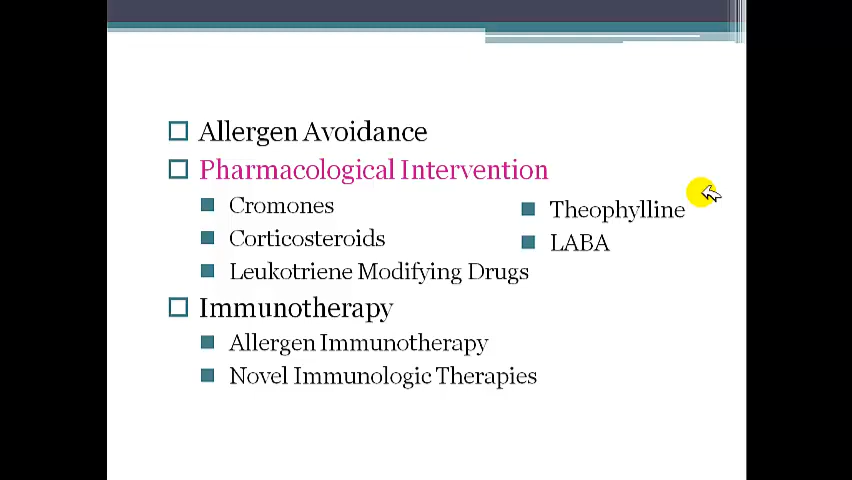 Allergen Avoidance
Pharmacological Intervention
Cromones
Corticosteroids
Leukotriene Modifying Drugs
Theophylline
LABA
Immunotherapy
Allergen Immunotherapy
Novel Immunologic Therapies